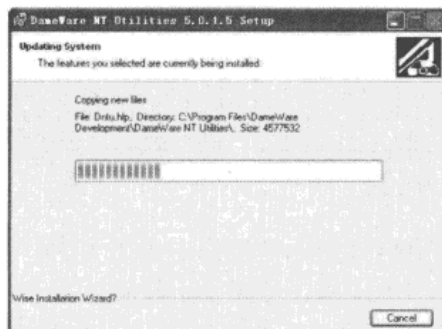 DameWare NT Utilities 5.0.1.5 Setup
Updating System
The features you selected are currently being installed.
Copying new files
File: Dntu.hlp, Directory: C:\Program Files\DameWare
Development\DameWare NT Utilities\, Size: 4577532
Wise Installation Wizard?
Cancel